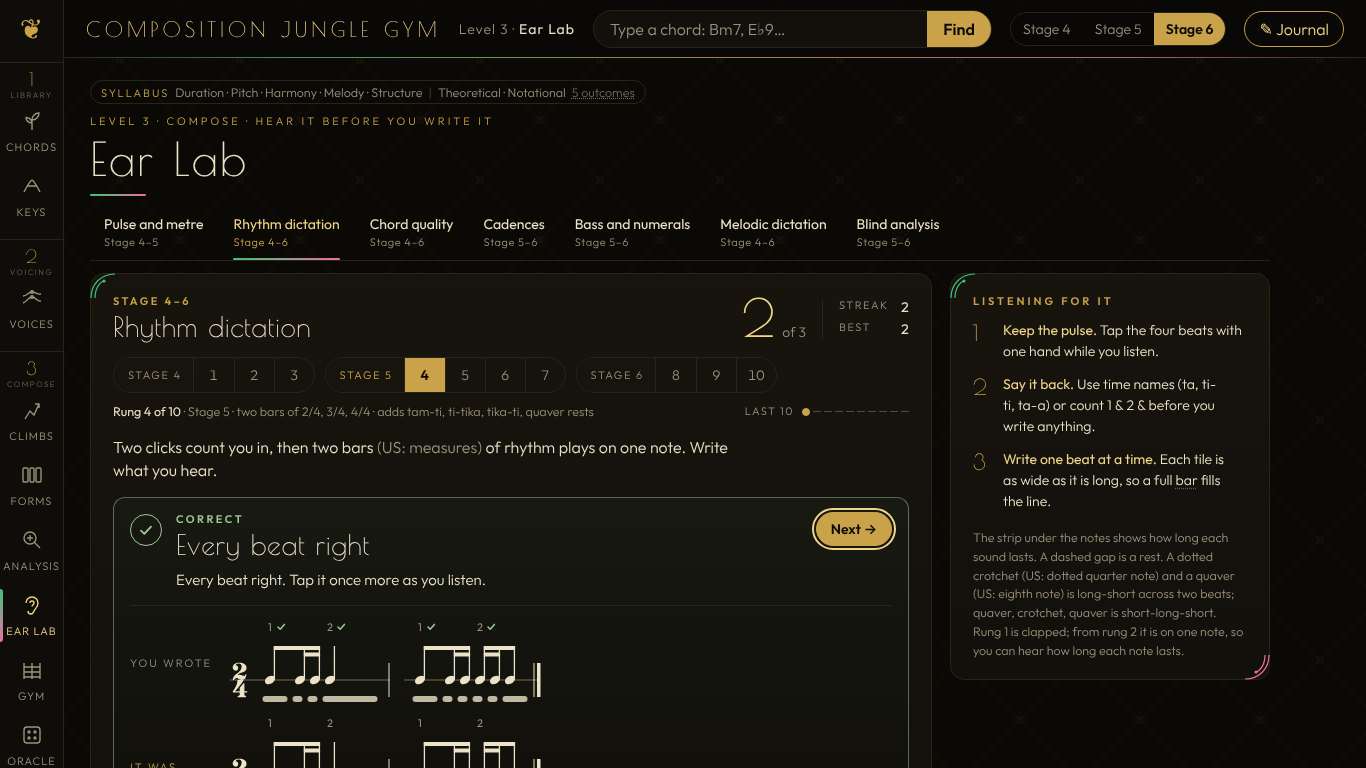 COMPOSITION JUNGLE GYM
Level 3 · Ear Lab
Type a chord: Bm7, E♭9...
Find
Stage 4 Stage 5 Stage 6
✎ Journal
1
LIBRARY
CHORDS
KEYS
2
VOICING
VOICES
3
COMPOSE
CLIMBS
FORMS
ANALYSIS
EAR LAB
GYM
ORACLE
SYLLABUS Duration · Pitch · Harmony · Melody · Structure | Theoretical · Notational 5 outcomes
LEVEL 3 · COMPOSE · HEAR IT BEFORE YOU WRITE IT
Ear Lab
Pulse and metre
Stage 4–5
Rhythm dictation
Stage 4–6
Chord quality
Stage 4–6
Cadences
Stage 5–6
Bass and numerals
Stage 5–6
Melodic dictation
Stage 4–6
Blind analysis
Stage 5–6
STAGE 4–6
Rhythm dictation
2 of 3
STREAK 2
BEST 2
STAGE 4 1 2 3
STAGE 5 4 5 6 7
STAGE 6 8 9 10
Rung 4 of 10 · Stage 5 · two bars of 2/4, 3/4, 4/4 · adds tam-ti, ti-tika, tika-ti, quaver rests
LAST 10
Two clicks count you in, then two bars (US: measures) of rhythm plays on one note. Write
what you hear.
CORRECT
Every beat right
Every beat right. Tap it once more as you listen.
Next →
1 ✓ 2 ✓ 1 ✓ 2 ✓
YOU WROTE
2
4
1 2 1 2
IT WAS
2
LISTENING FOR IT
1
Keep the pulse. Tap the four beats with
one hand while you listen.
2
Say it back. Use time names (ta, ti-
ti, ta-a) or count 1 & 2 & before you
write anything.
3
Write one beat at a time. Each tile is
as wide as it is long, so a full bar fills
the line.
The strip under the notes shows how long each
sound lasts. A dashed gap is a rest. A dotted
crotchet (US: dotted quarter note) and a quaver
(US: eighth note) is long-short across two beats;
quaver, crotchet, quaver is short-long-short.
Rung 1 is clapped; from rung 2 it is on one note, so
you can hear how long each note lasts.